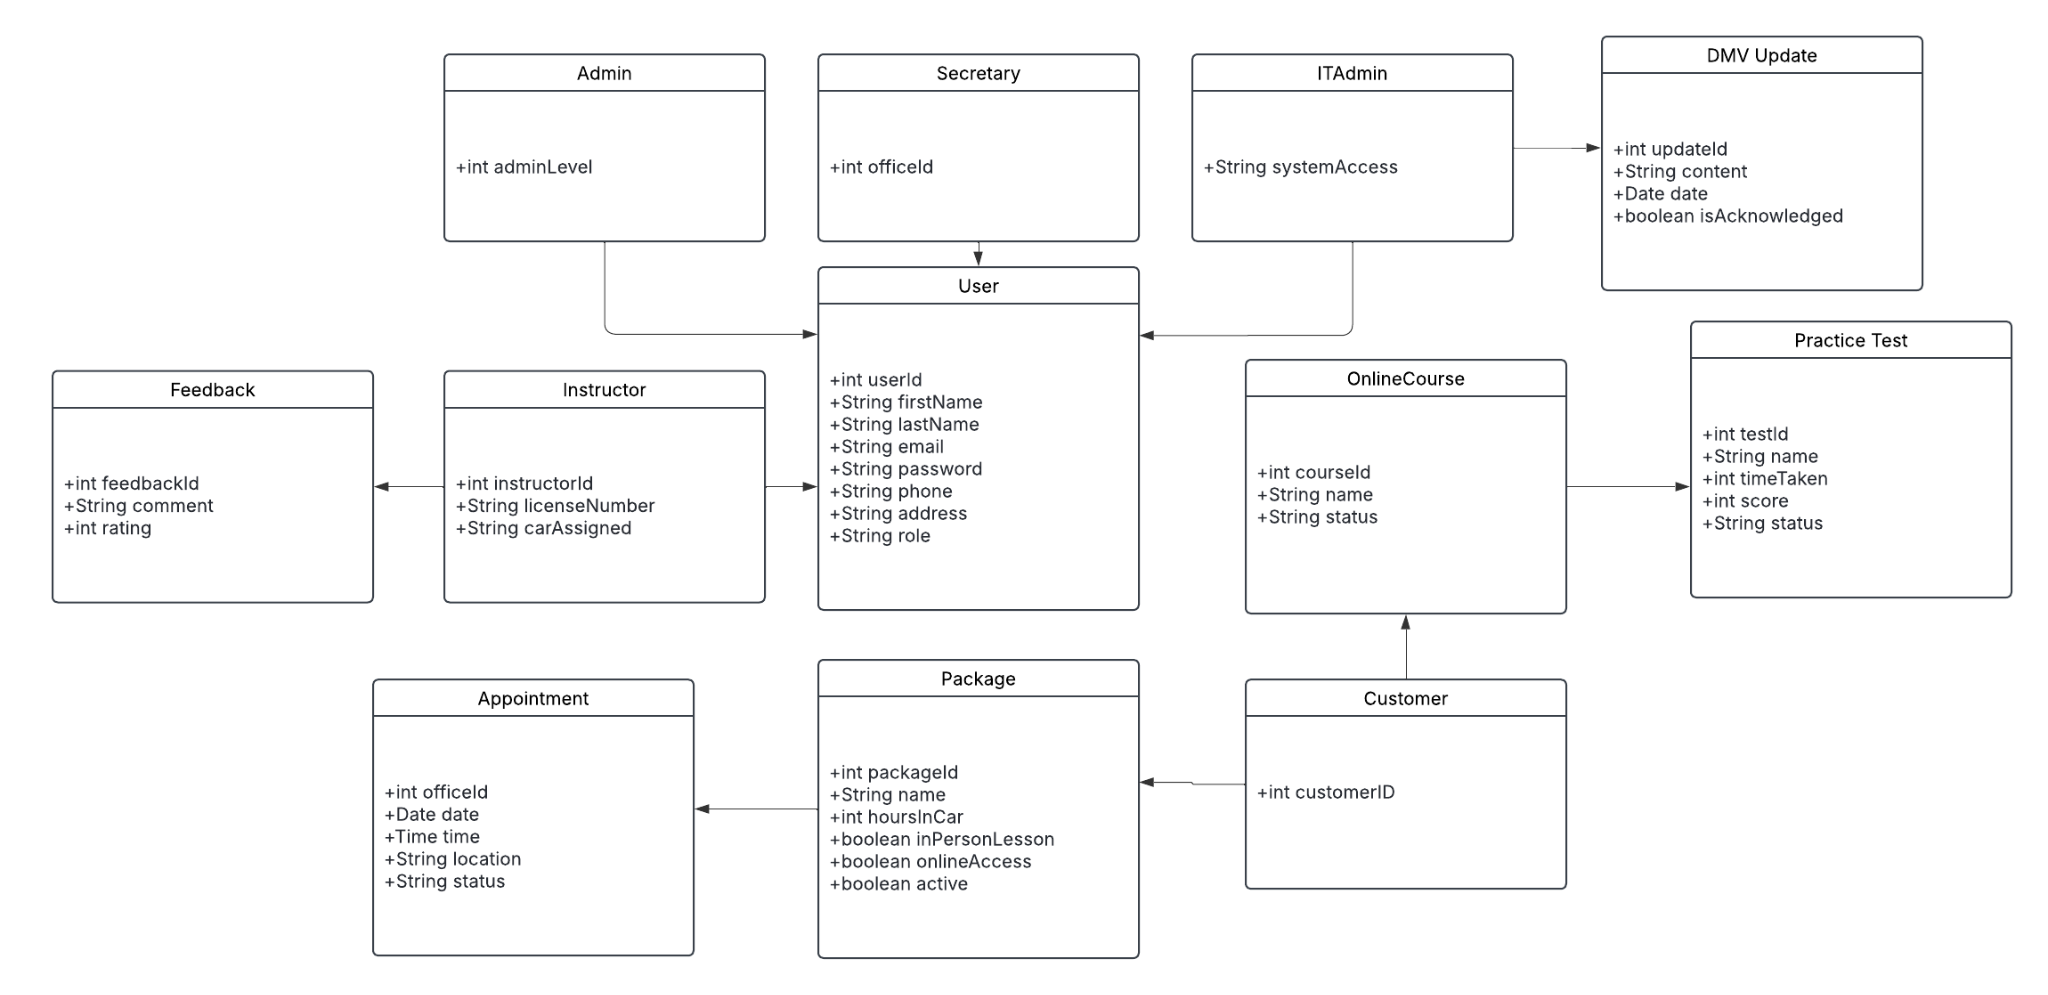 Admin
+int adminLevel
Secretary
+int officeId
ITAdmin
+String systemAccess
DMV Update
+int updateId
+String content
+Date date
+boolean isAcknowledged
User
+int userId
+String firstName
+String lastName
+String email
+String password
+String phone
+String address
+String role
Practice Test
+int testId
+String name
+int timeTaken
+int score
+String status
Feedback
+int feedbackId
+String comment
+int rating
Instructor
+int instructorId
+String licenseNumber
+String carAssigned
OnlineCourse
+int courseId
+String name
+String status
Appointment
+int officeId
+Date date
+Time time
+String location
+String status
Package
+int packageId
+String name
+int hoursInCar
+boolean inPersonLesson
+boolean onlineAccess
+boolean active
Customer
+int customerID